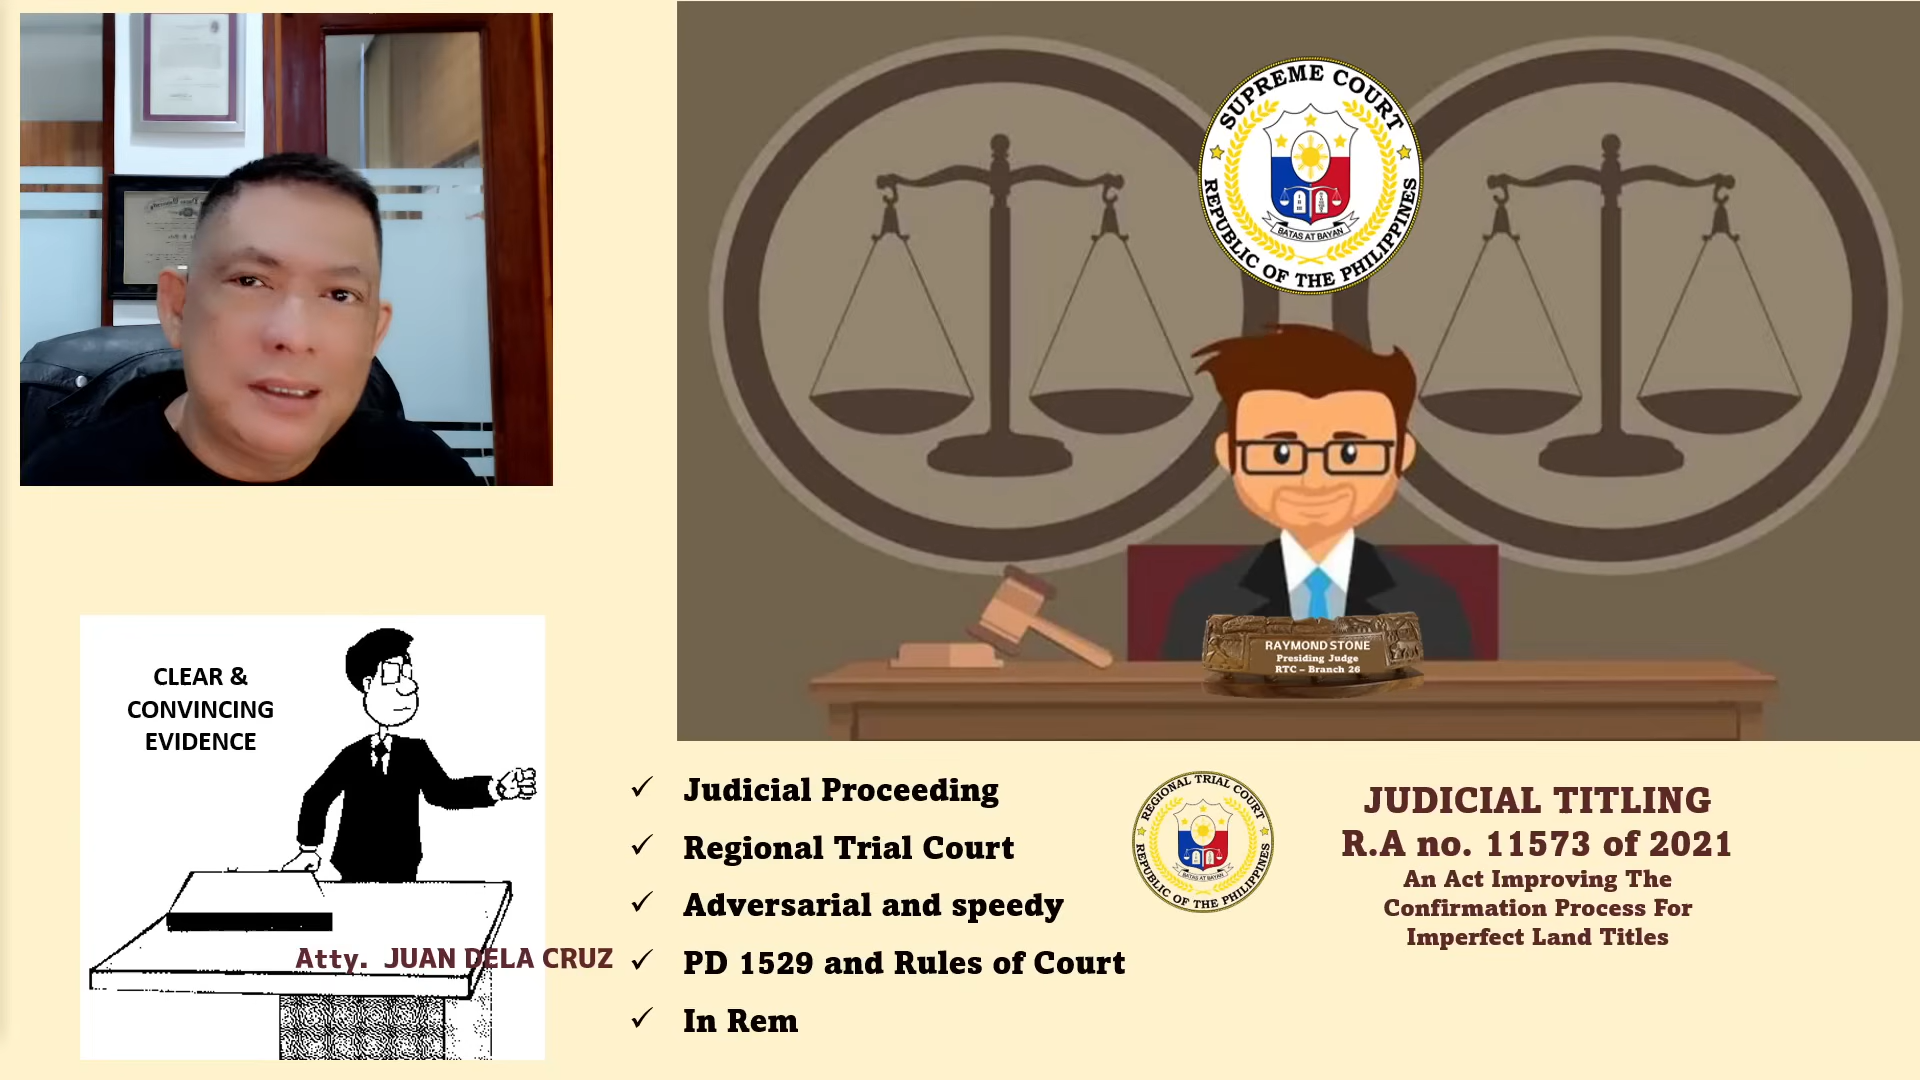 SUPREME COURT
REPUBLIC OF THE PHILIPPINES
BATAS AT BAYAN
RAYMOND STONE
Presiding Judge
RTC – Branch 26
CLEAR &
CONVINCING
EVIDENCE
Atty. JUAN DELA CRUZ
✓ Judicial Proceeding
✓ Regional Trial Court
✓ Adversarial and speedy
✓ PD 1529 and Rules of Court
✓ In Rem
REGIONAL TRIAL COURT
REPUBLIC OF THE PHILIPPINES
BATAS AT BAYAN
JUDICIAL TITLING
R.A no. 11573 of 2021
An Act Improving The
Confirmation Process For
Imperfect Land Titles